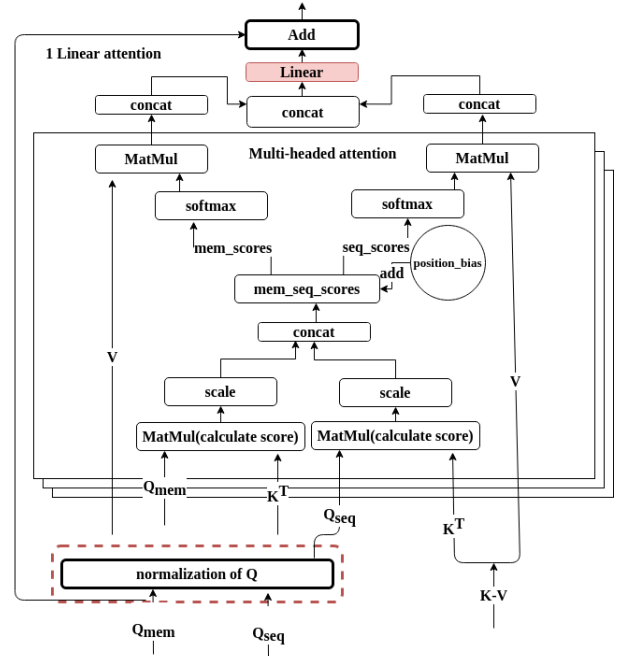 Add
1 Linear attention
Linear
concat
concat
concat
MatMul
Multi-headed attention
MatMul
softmax
softmax
mem_scores
seq_scores
position_bias
add
mem_seq_scores
concat
V
V
scale
scale
MatMul(calculate score)
MatMul(calculate score)
Qmem
KT
Qseq
KT
normalization of Q
K-V
Qmem
Qseq